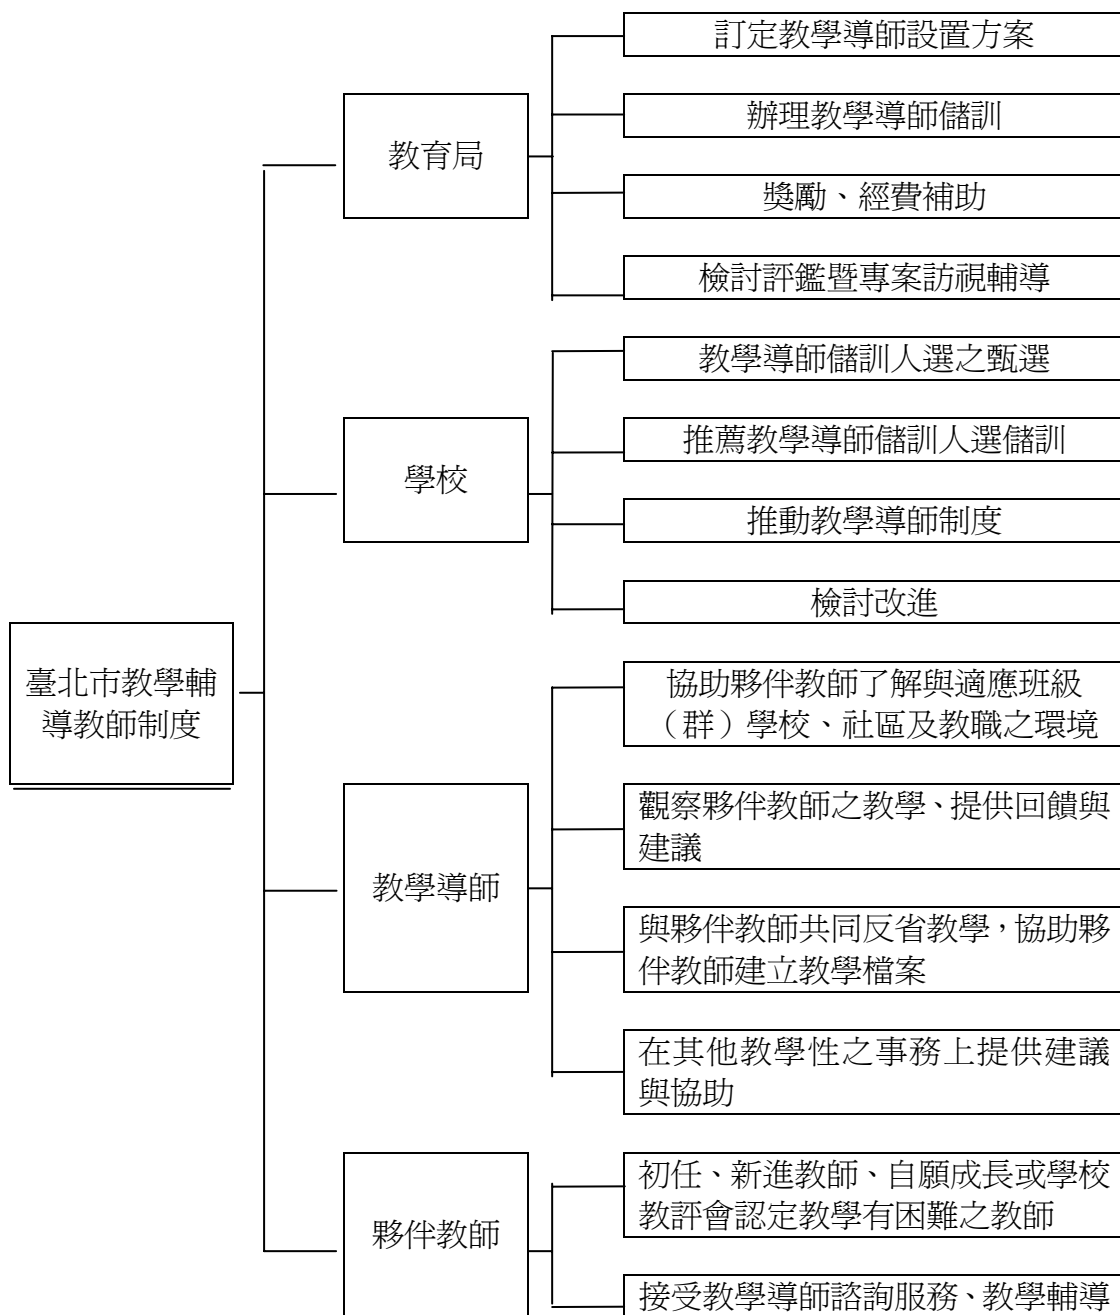 臺北市教學輔
導教師制度
教育局
訂定教學導師設置方案
辦理教學導師儲訓
獎勵、經費補助
檢討評鑑暨專案訪視輔導
學校
教學導師儲訓人選之甄選
推薦教學導師儲訓人選儲訓
推動教學導師制度
檢討改進
教學導師
協助夥伴教師了解與適應班級
（群）學校、社區及教職之環境
觀察夥伴教師之教學、提供回饋與
建議
與夥伴教師共同反省教學，協助夥
伴教師建立教學檔案
在其他教學性之事務上提供建議
與協助
夥伴教師
初任、新進教師、自願成長或學校
教評會認定教學有困難之教師
接受教學導師諮詢服務、教學輔導